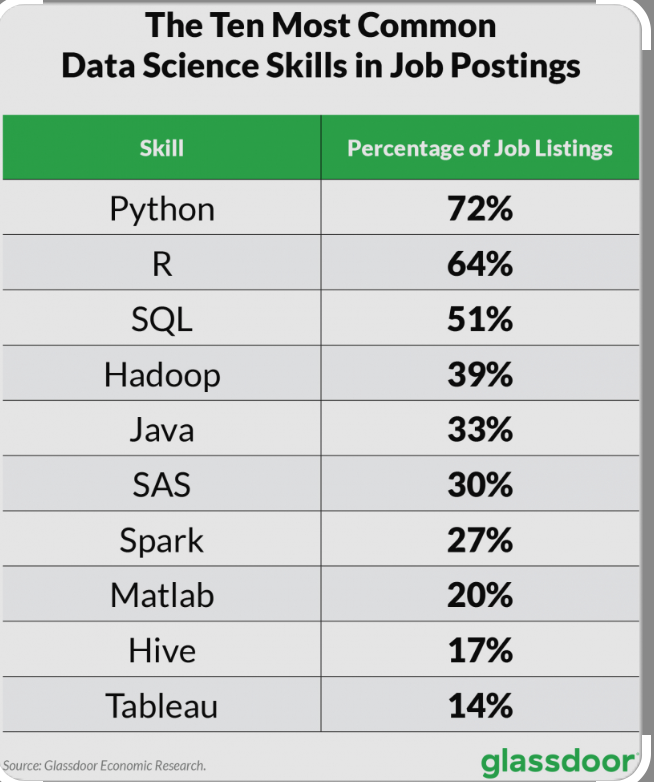 The Ten Most Common
Data Science Skills in Job Postings
Skill Percentage of Job Listings
Python 72%
R 64%
SQL 51%
Hadoop 39%
Java 33%
SAS 30%
Spark 27%
Matlab 20%
Hive 17%
Tableau 14%
Source: Glassdoor Economic Research.
glassdoor